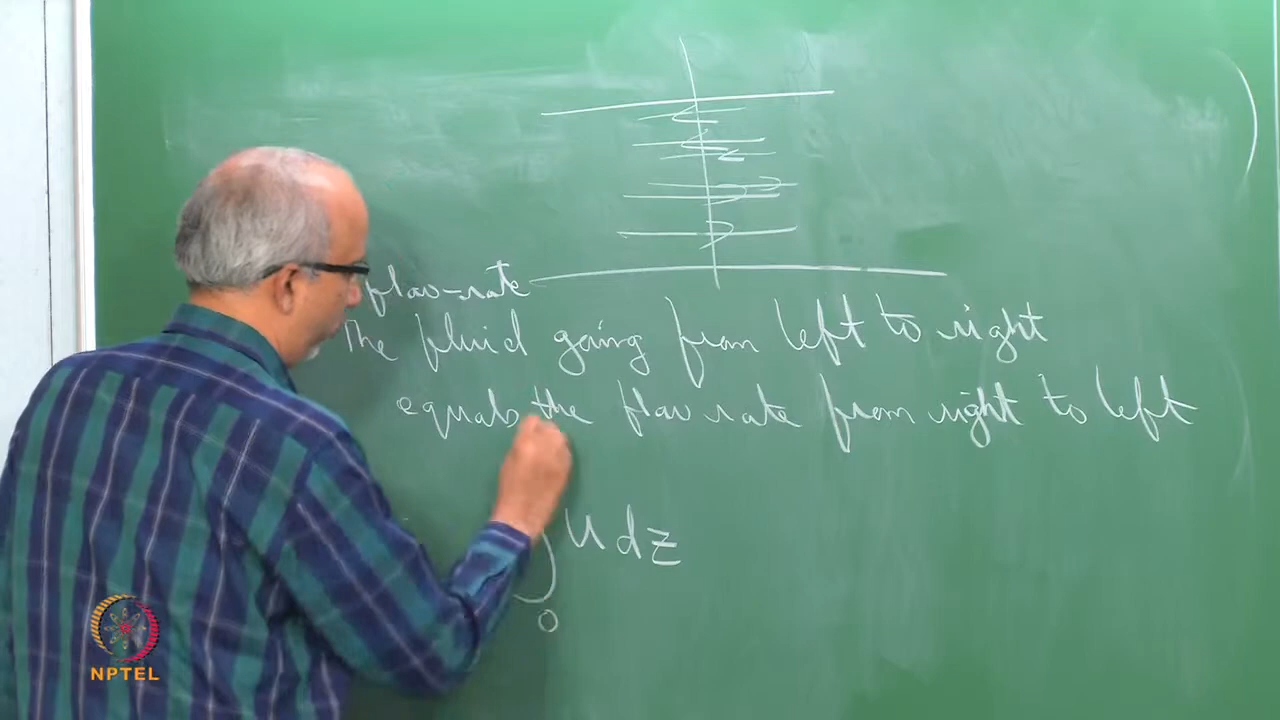 flow-rate
The fluid going from left to right
equals the flow rate from right to left
∫ u dz
0
NPTEL